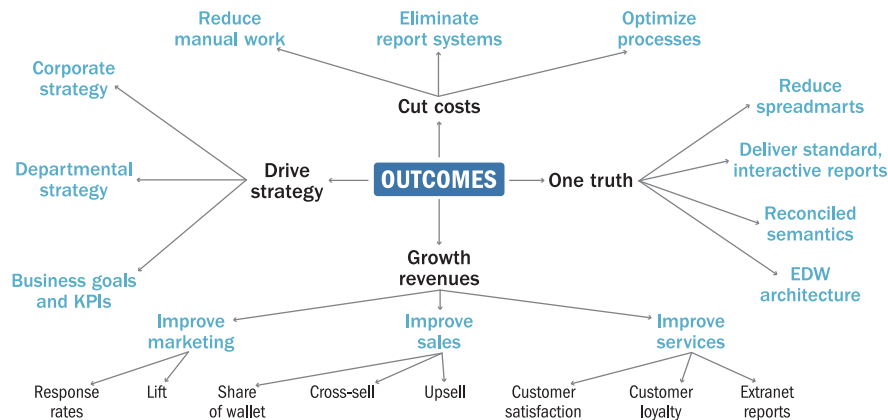 Reduce
manual work
Eliminate
report systems
Optimize
processes
Corporate
strategy
Cut costs
Reduce
spreadmarts
Departmental
strategy
Drive
strategy
OUTCOMES
One truth
Deliver standard,
interactive reports
Reconciled
semantics
Business goals
and KPIs
Growth
revenues
EDW
architecture
Improve
marketing
Improve
sales
Improve
services
Response
rates
Lift
Share
of wallet
Cross-sell
Upsell
Customer
satisfaction
Customer
loyalty
Extranet
reports